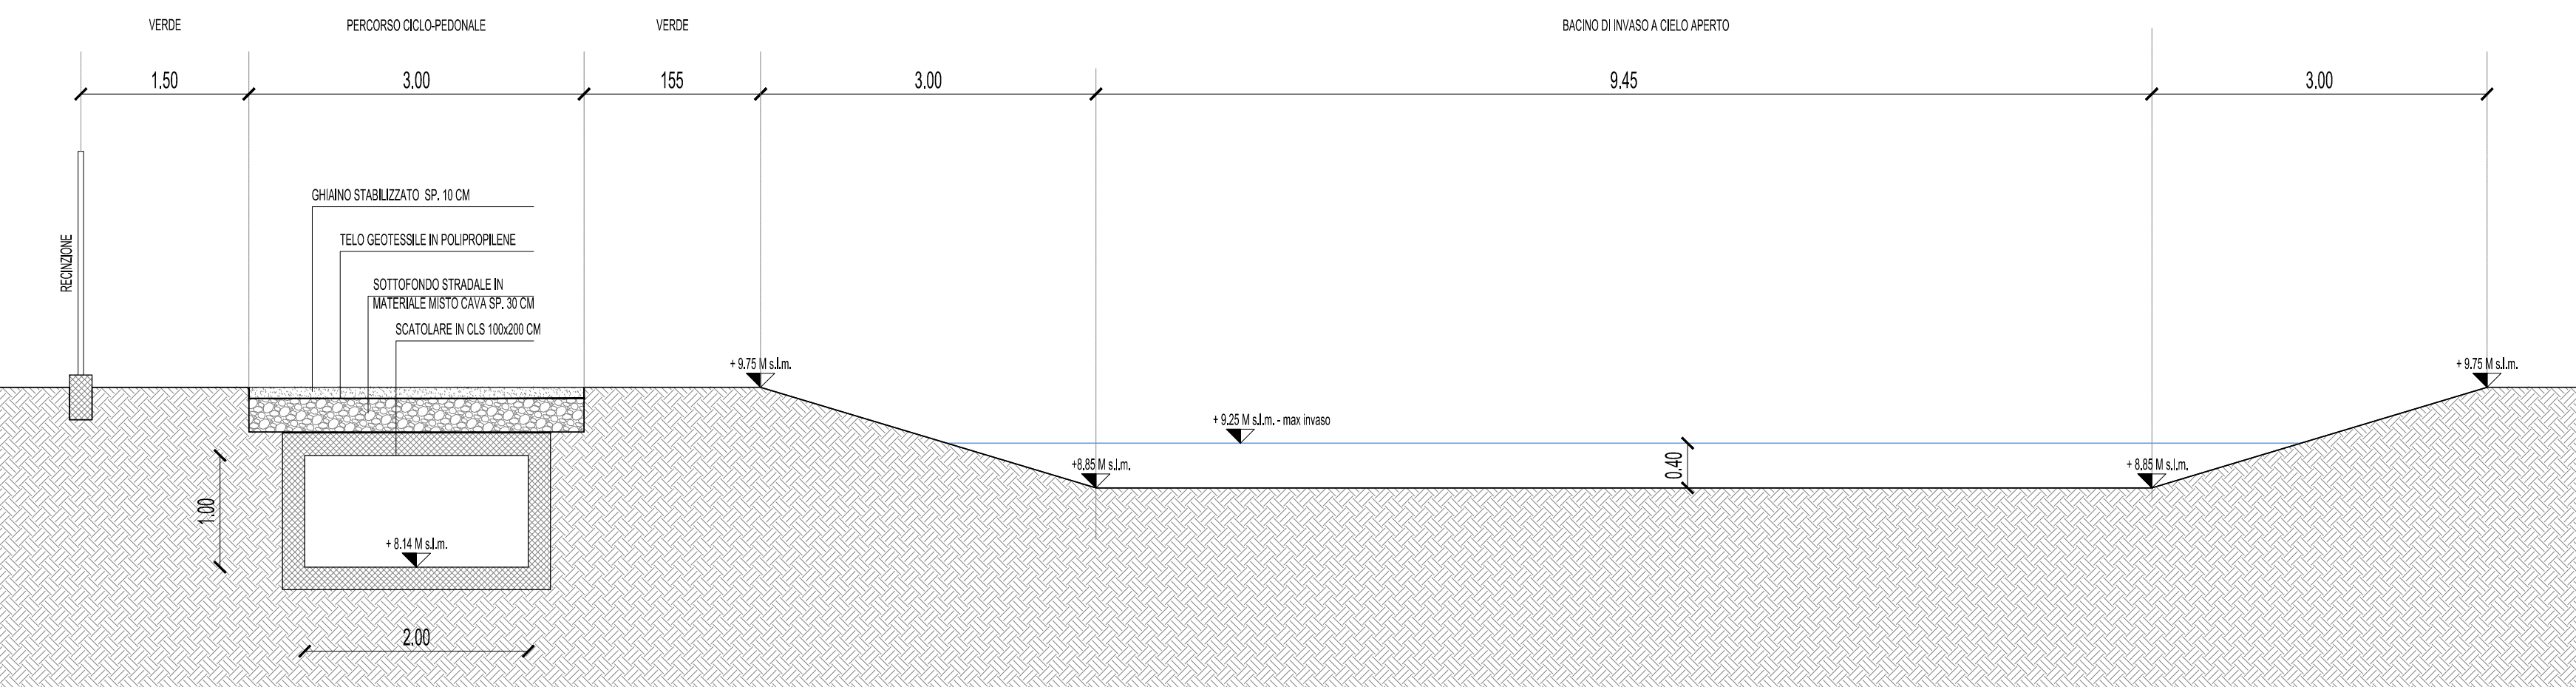 VERDE
PERCORSO CICLO-PEDONALE
VERDE
BACINO DI INVASO A CIELO APERTO
1.50
3.00
155
3.00
9.45
3.00
RECINZIONE
GHIAINO STABILIZZATO SP. 10 CM
TELO GEOTESSILE IN POLIPROPILENE
SOTTOFONDO STRADALE IN
MATERIALE MISTO CAVA SP. 30 CM
SCATOLARE IN CLS 100x200 CM
+ 9.75 M s.l.m.
+ 9.75 M s.l.m.
+ 9.25 M s.l.m. - max invaso
+8.85 M s.l.m.
0.40
+ 8.85 M s.l.m.
1.00
+ 8.14 M s.l.m.
2.00